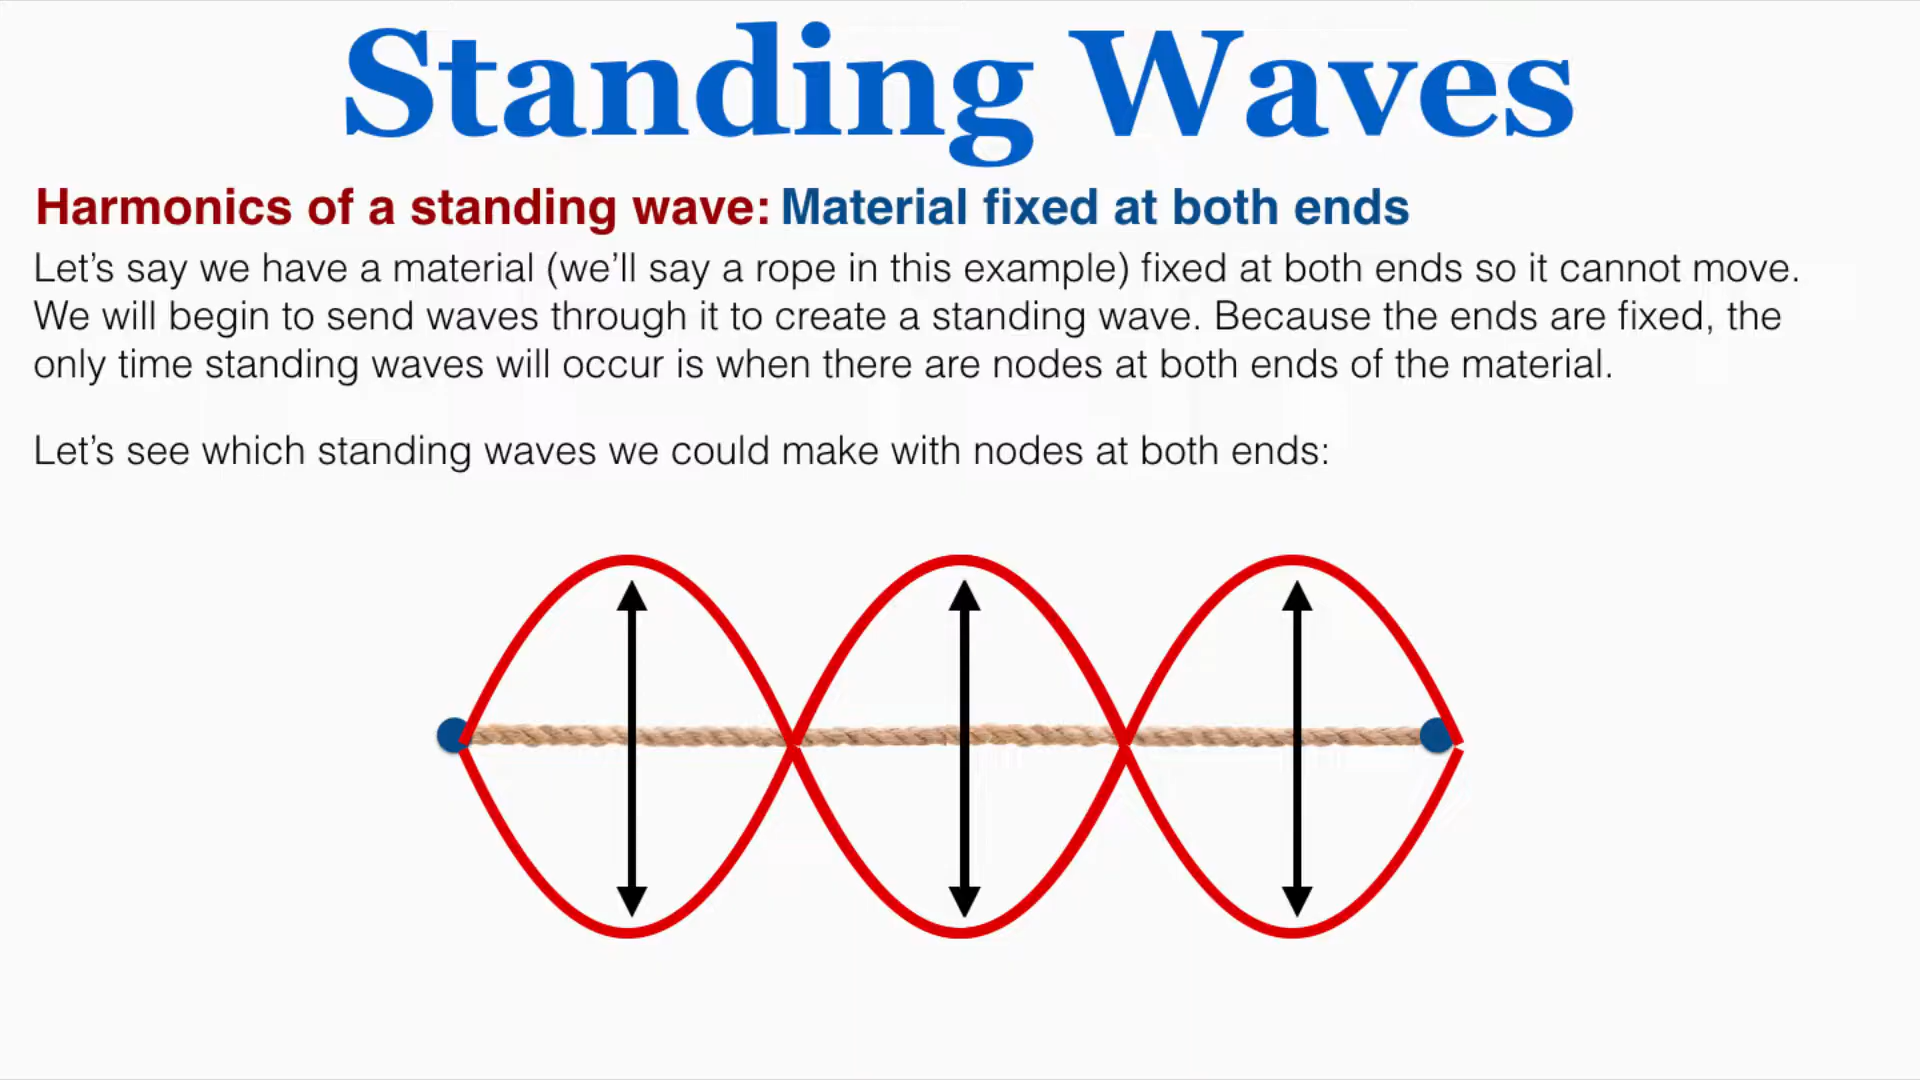 Standing Waves
Harmonics of a standing wave: Material fixed at both ends
Let’s say we have a material (we’ll say a rope in this example) fixed at both ends so it cannot move.
We will begin to send waves through it to create a standing wave. Because the ends are fixed, the
only time standing waves will occur is when there are nodes at both ends of the material.
Let’s see which standing waves we could make with nodes at both ends: